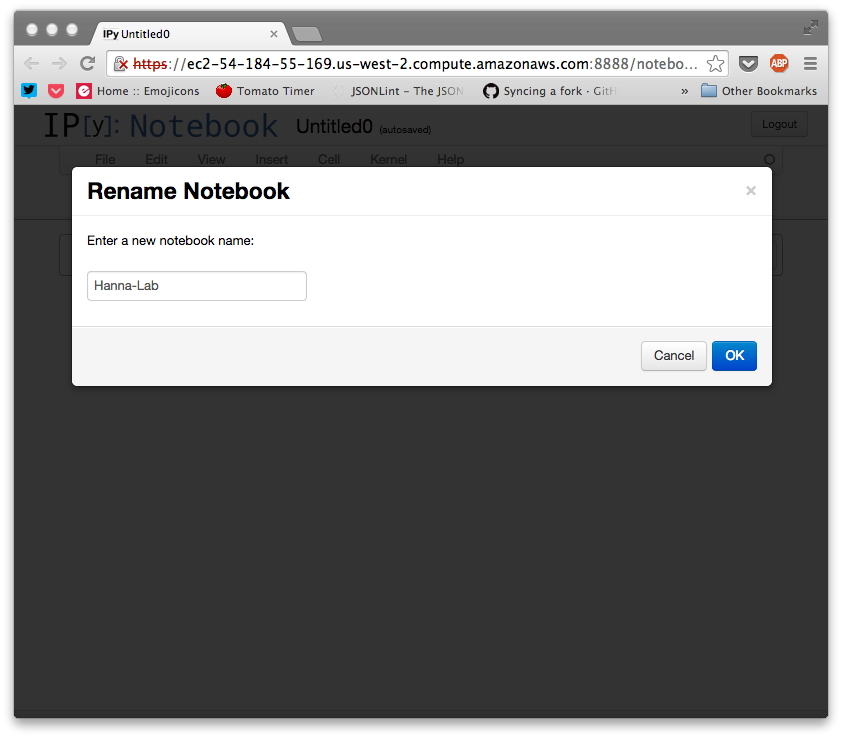 IPy Untitled0
https://ec2-54-184-55-169.us-west-2.compute.amazonaws.com:8888/notebo...
ABP
Home :: Emojicons Tomato Timer JSONLint – The JSON Syncing a fork · GitH » Other Bookmarks
IP[y]: Notebook Untitled0 (autosaved) Logout
File Edit View Insert Cell Kernel Help
Rename Notebook ×
Enter a new notebook name:
Hanna-Lab
Cancel OK